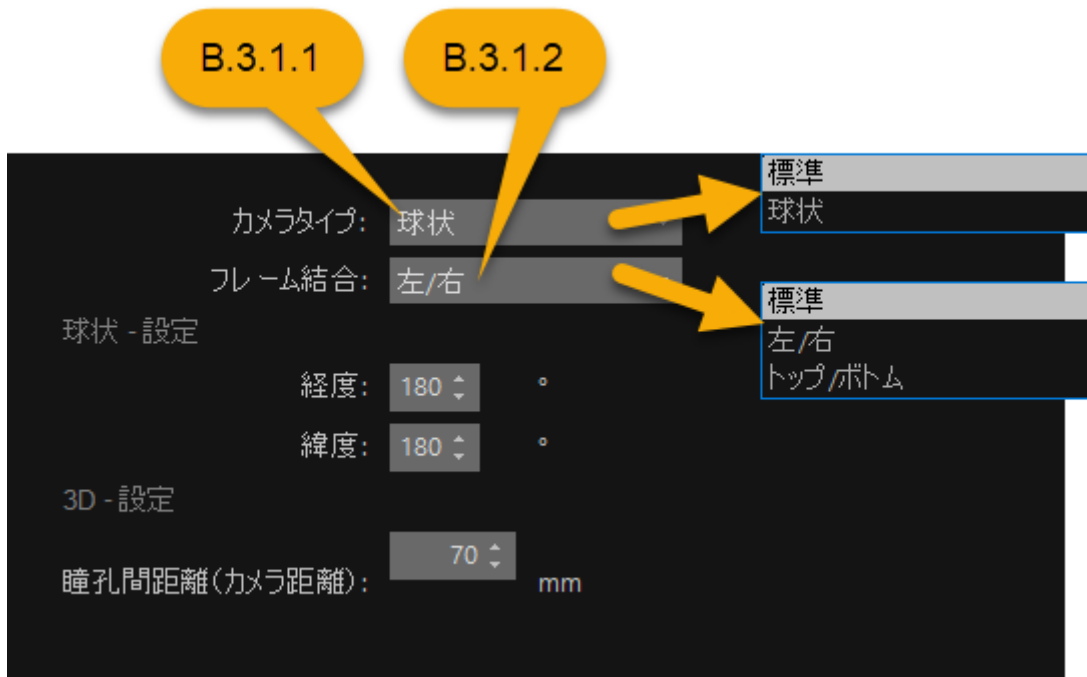 B.3.1.1
B.3.1.2
カメラタイプ: 球状
標準
球状
フレーム結合: 左/右
標準
左/右
トップ/ボトム
球状 - 設定
経度: 180 °
緯度: 180 °
3D - 設定
瞳孔間距離(カメラ距離): 70 mm